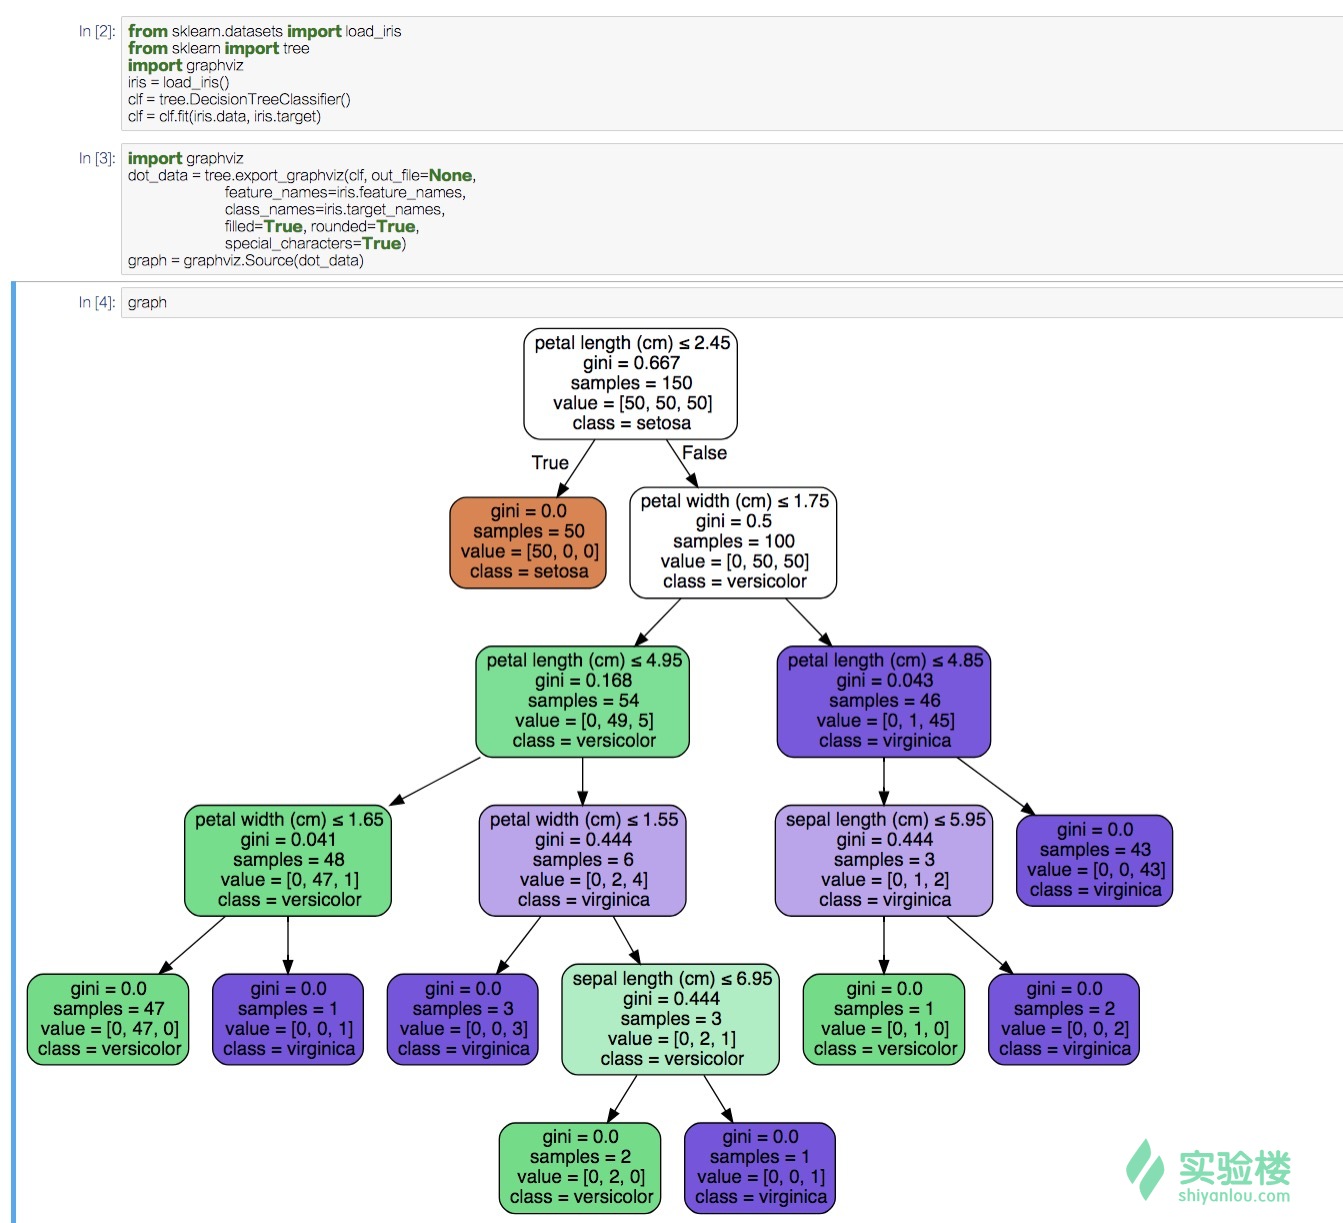 In [2]:
from sklearn.datasets import load_iris
from sklearn import tree
import graphviz
iris = load_iris()
clf = tree.DecisionTreeClassifier()
clf = clf.fit(iris.data, iris.target)
In [3]:
import graphviz
dot_data = tree.export_graphviz(clf, out_file=None,
feature_names=iris.feature_names,
class_names=iris.target_names,
filled=True, rounded=True,
special_characters=True)
graph = graphviz.Source(dot_data)
In [4]:
graph
petal length (cm) ≤ 2.45
gini = 0.667
samples = 150
value = [50, 50, 50]
class = setosa
True
False
gini = 0.0
samples = 50
value = [50, 0, 0]
class = setosa
petal width (cm) ≤ 1.75
gini = 0.5
samples = 100
value = [0, 50, 50]
class = versicolor
petal length (cm) ≤ 4.95
gini = 0.168
samples = 54
value = [0, 49, 5]
class = versicolor
petal length (cm) ≤ 4.85
gini = 0.043
samples = 46
value = [0, 1, 45]
class = virginica
petal width (cm) ≤ 1.65
gini = 0.041
samples = 48
value = [0, 47, 1]
class = versicolor
petal width (cm) ≤ 1.55
gini = 0.444
samples = 6
value = [0, 2, 4]
class = virginica
sepal length (cm) ≤ 5.95
gini = 0.444
samples = 3
value = [0, 1, 2]
class = virginica
gini = 0.0
samples = 43
value = [0, 0, 43]
class = virginica
gini = 0.0
samples = 47
value = [0, 47, 0]
class = versicolor
gini = 0.0
samples = 1
value = [0, 0, 1]
class = virginica
gini = 0.0
samples = 3
value = [0, 0, 3]
class = virginica
sepal length (cm) ≤ 6.95
gini = 0.444
samples = 3
value = [0, 2, 1]
class = versicolor
gini = 0.0
samples = 1
value = [0, 1, 0]
class = versicolor
gini = 0.0
samples = 2
value = [0, 0, 2]
class = virginica
gini = 0.0
samples = 2
value = [0, 2, 0]
class = versicolor
gini = 0.0
samples = 1
value = [0, 0, 1]
class = virginica
实验楼
shiyanlou.com